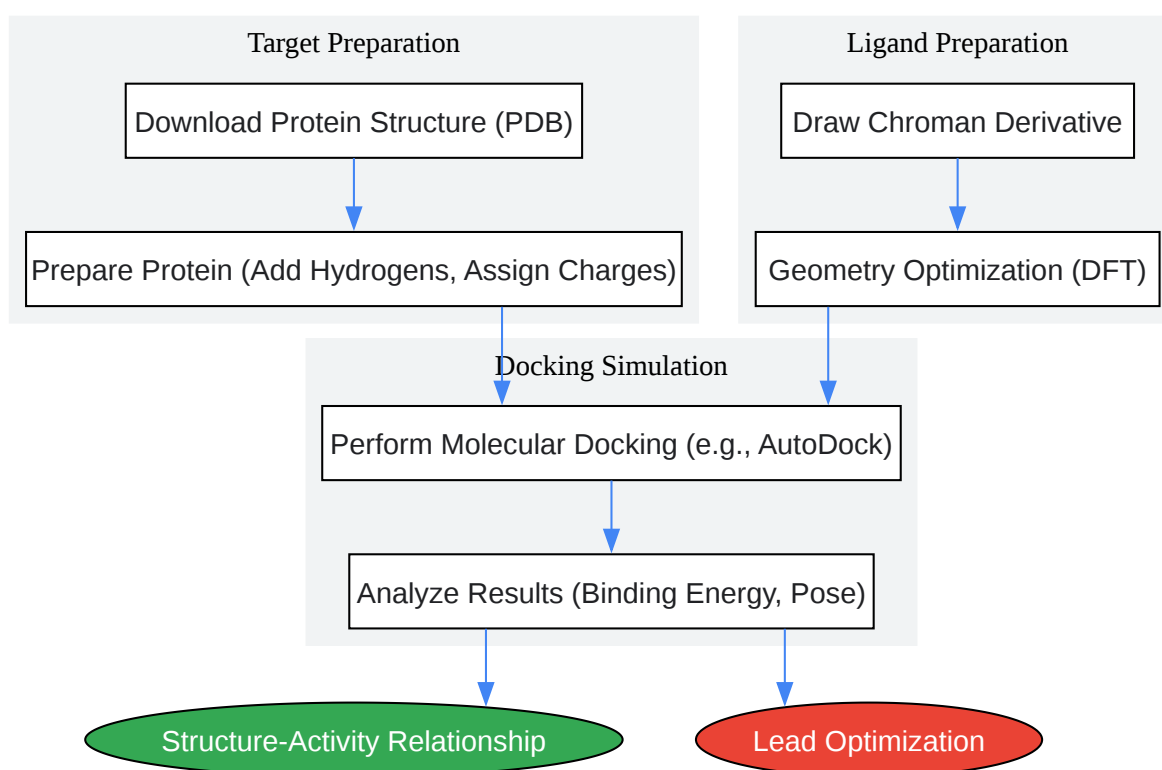 Target Preparation
Ligand Preparation
Download Protein Structure (PDB)
Draw Chroman Derivative
Prepare Protein (Add Hydrogens, Assign Charges)
Geometry Optimization (DFT)
Docking Simulation
Perform Molecular Docking (e.g., AutoDock)
Analyze Results (Binding Energy, Pose)
Structure-Activity Relationship
Lead Optimization